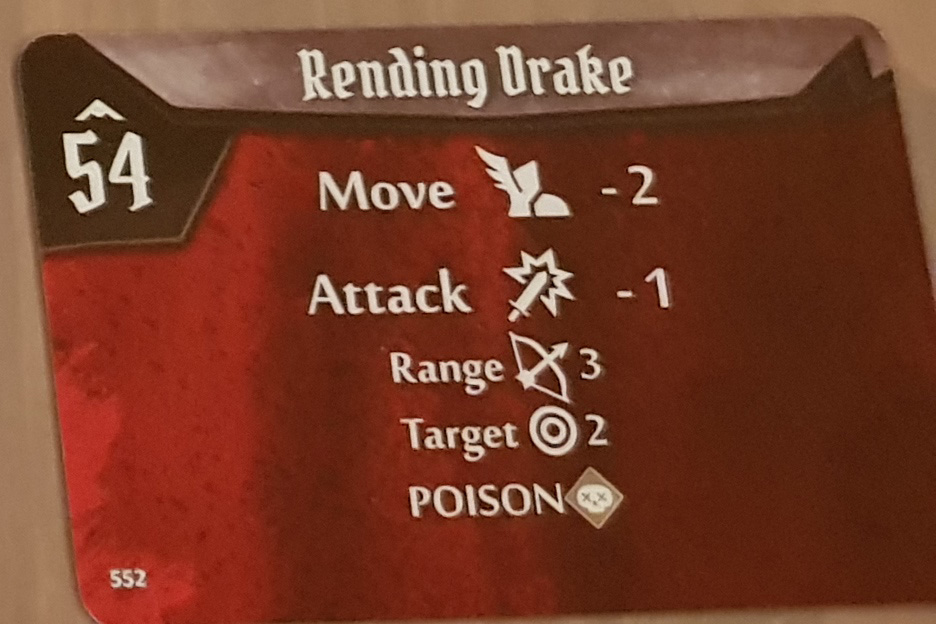 Rending Drake
54
Move - 2
Attack - 1
Range 3
Target 2
POISON
552